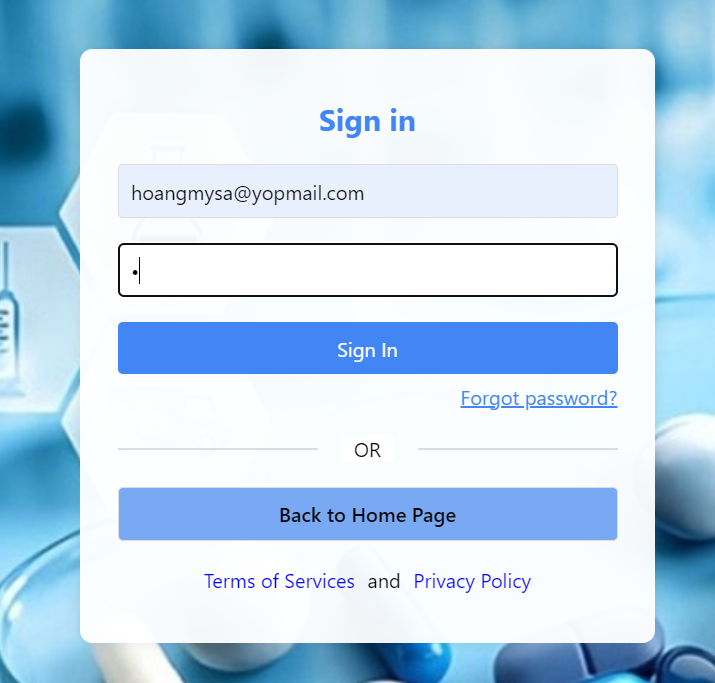 Sign in
hoangmysa@yopmail.com
•
Sign In
Forgot password?
OR
Back to Home Page
Terms of Services and Privacy Policy